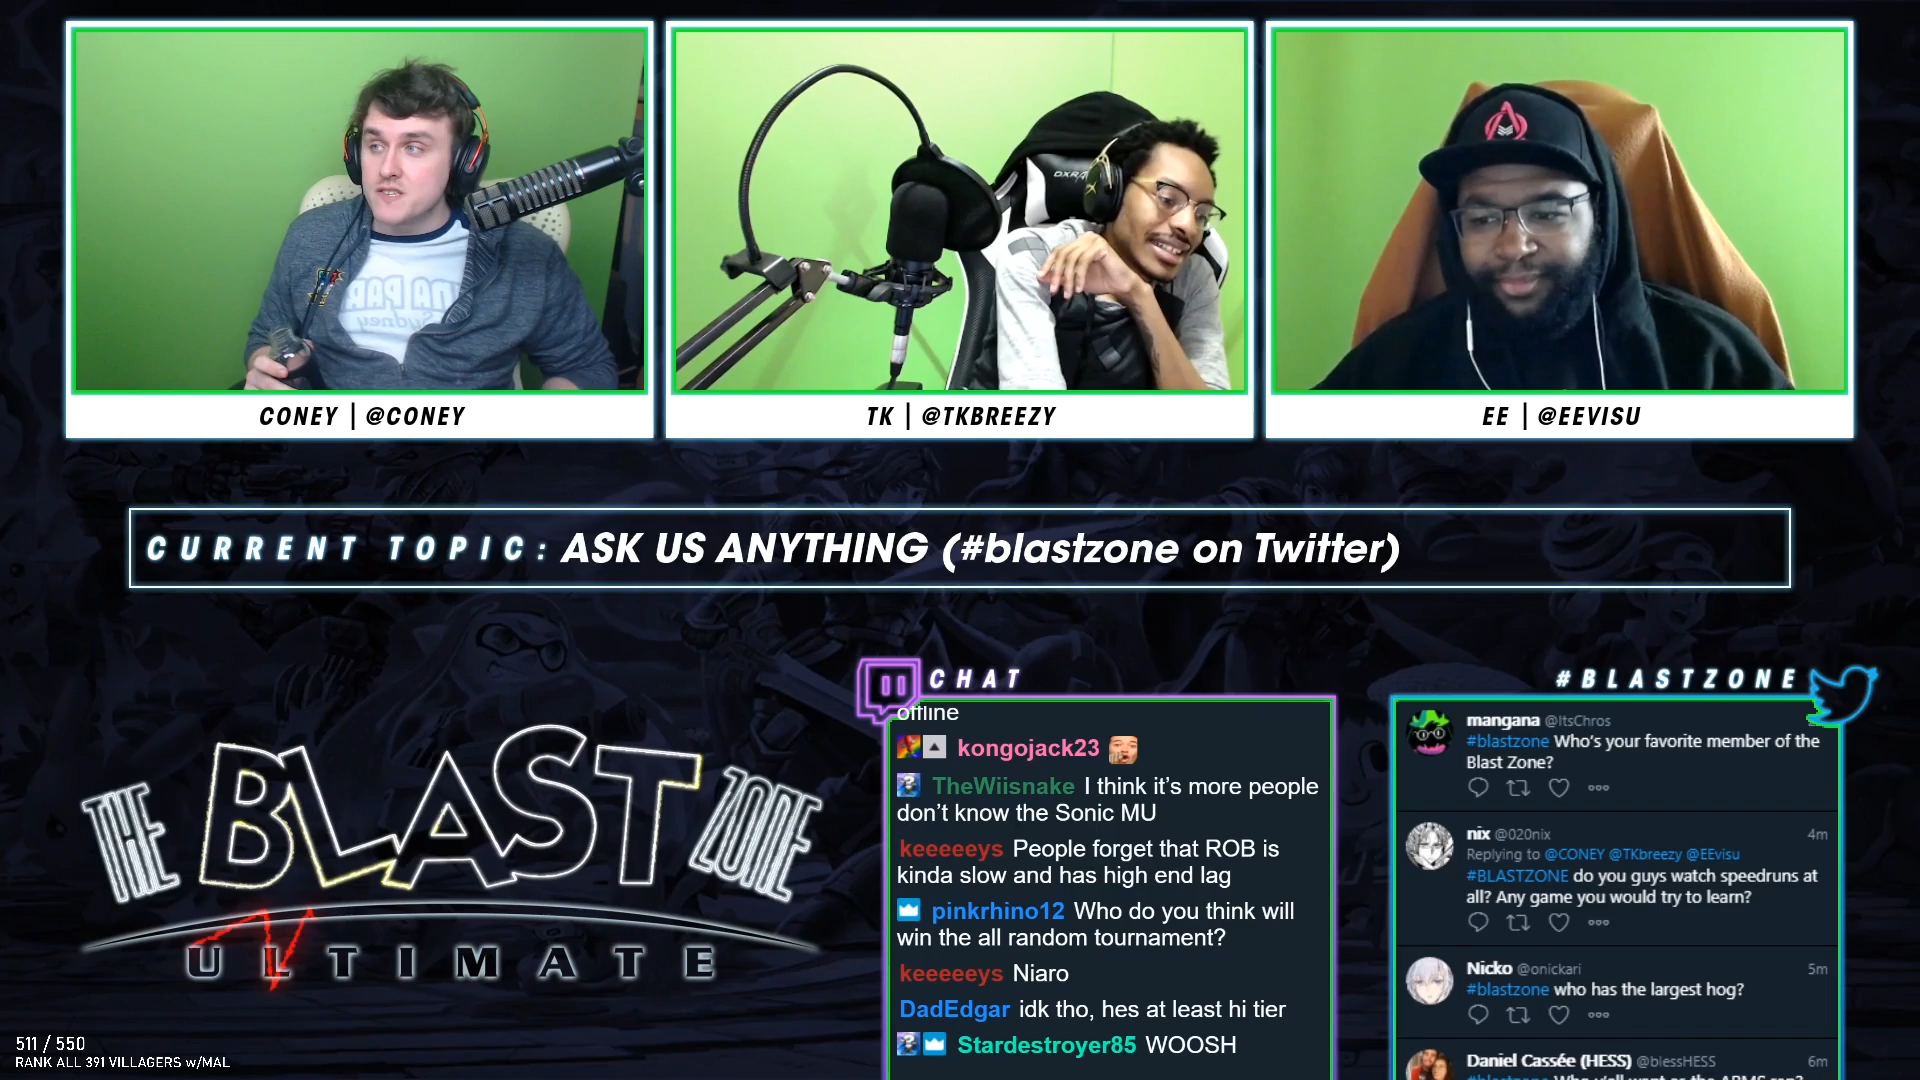 CONEY | @CONEY
TK | @TKBREEZY
EE | @EEVISU
CURRENT TOPIC: ASK US ANYTHING (#blastzone on Twitter)
THE BLAST ZONE
ULTIMATE
511 / 550
RANK ALL 391 VILLAGERS w/MAL
CHAT
offline
kongojack23
TheWiisnake I think it's more people
don't know the Sonic MU
keeeeeys People forget that ROB is
kinda slow and has high end lag
pinkrhino12 Who do you think will
win the all random tournament?
keeeeeys Niaro
DadEdgar idk tho, hes at least hi tier
Stardestroyer85 WOOSH
#BLASTZONE
mangana @ItsChros
#blastzone Who's your favorite member of the
Blast Zone?
nix @020nix 4m
Replying to @CONEY @TKbreezy @EEvisu
#BLASTZONE do you guys watch speedruns at
all? Any game you would try to learn?
Nicko @onickari 5m
#blastzone who has the largest hog?
Daniel Cassée (HESS) @blessHESS 6m